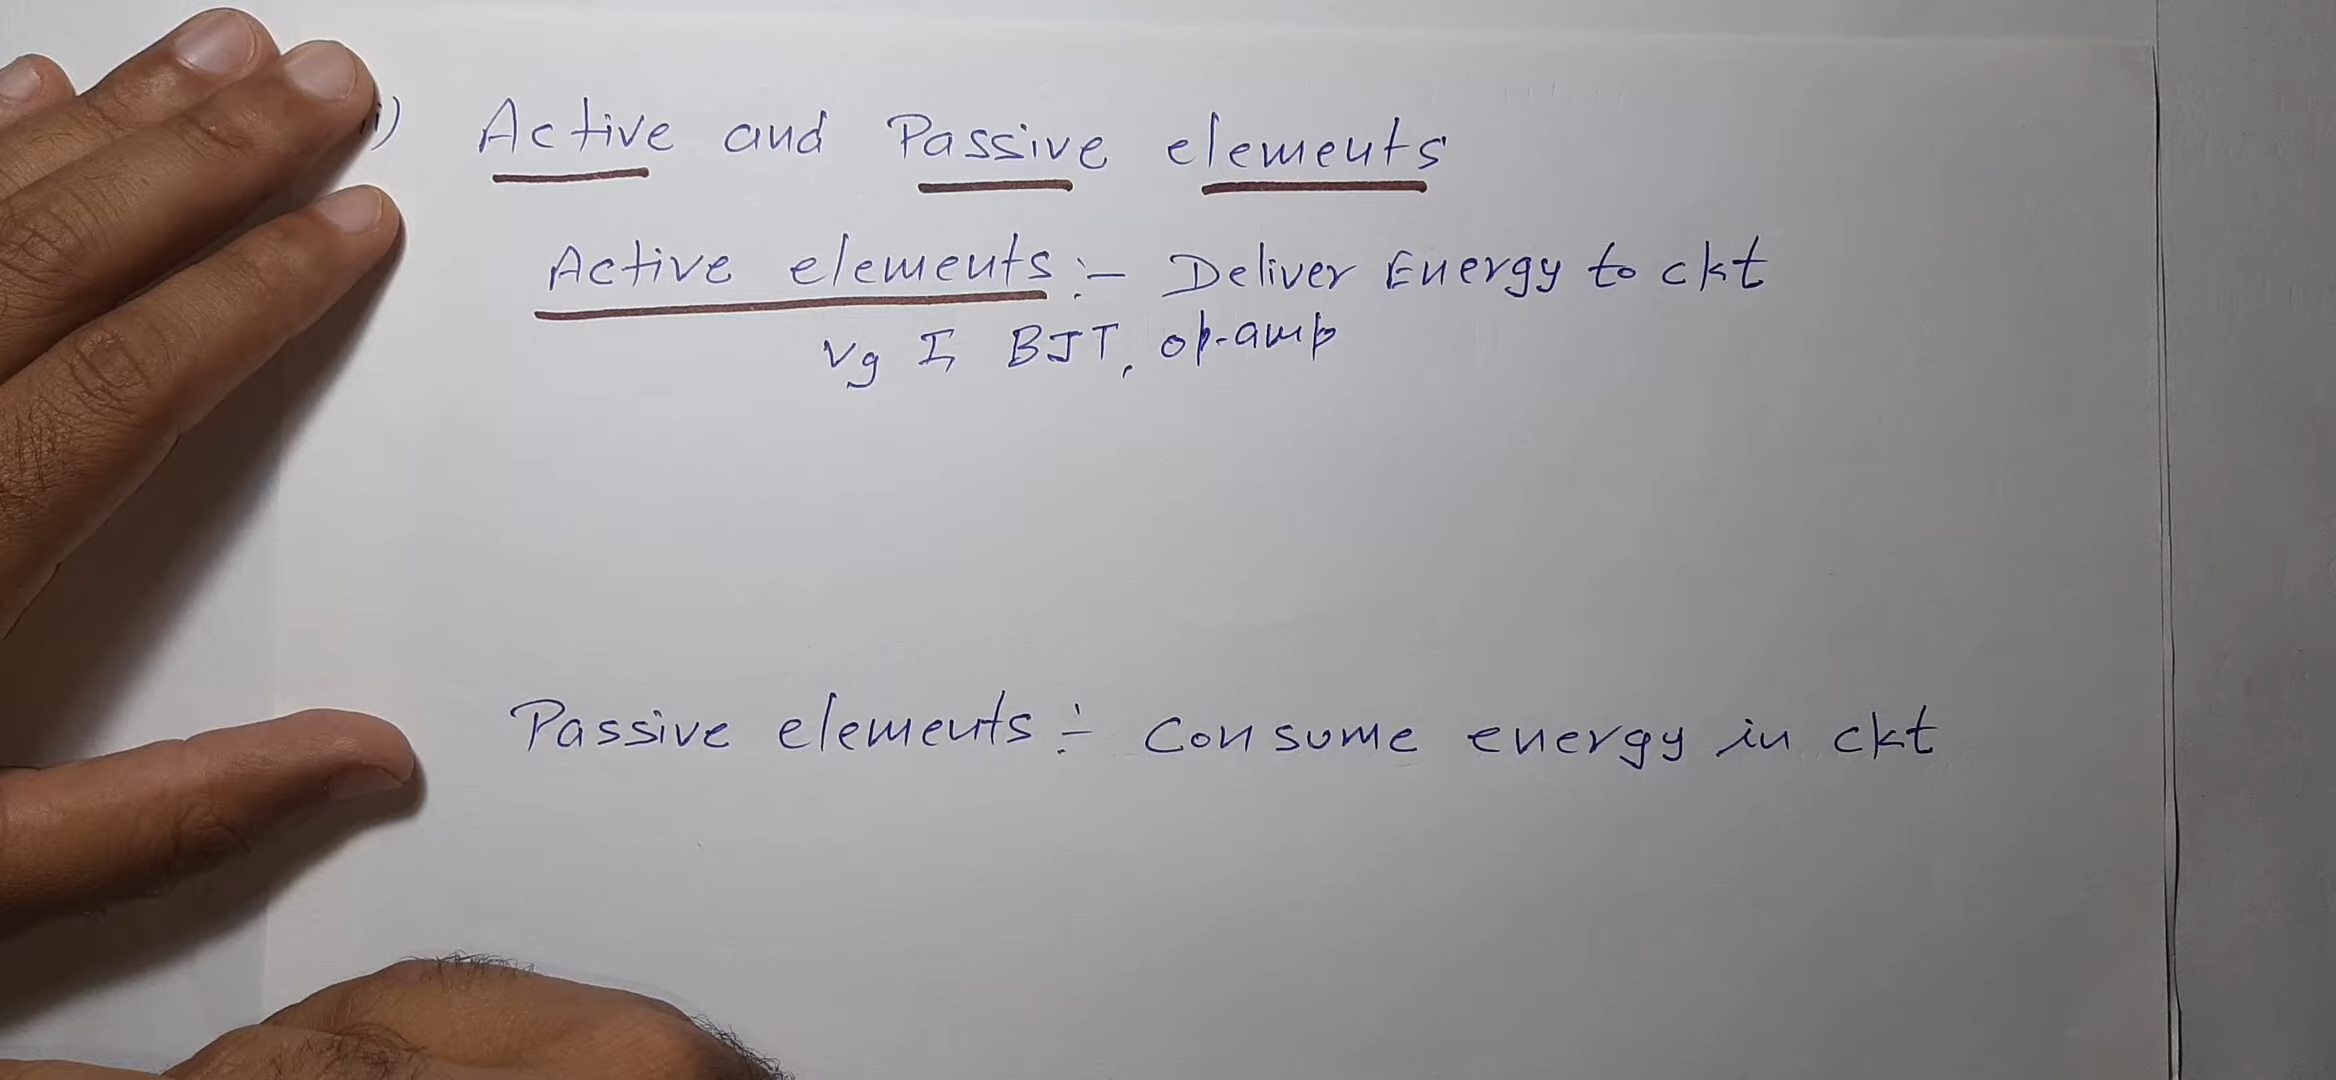 i) Active and Passive elements
Active elements :- Deliver Energy to ckt
Vg I, BJT, op-amp
Passive elements :- Consume energy in ckt